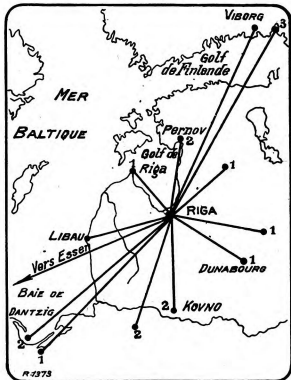 VIBORG
3
Golf
de Finlande
MER
BALTIQUE
Pernov
2
Golf de
Riga
1
1
RIGA
LIBAU
1
Vers Essen
DUNABOURG
1
BAIE DE
DANTZIG
KOVNO
2
2
2
1
R-1373